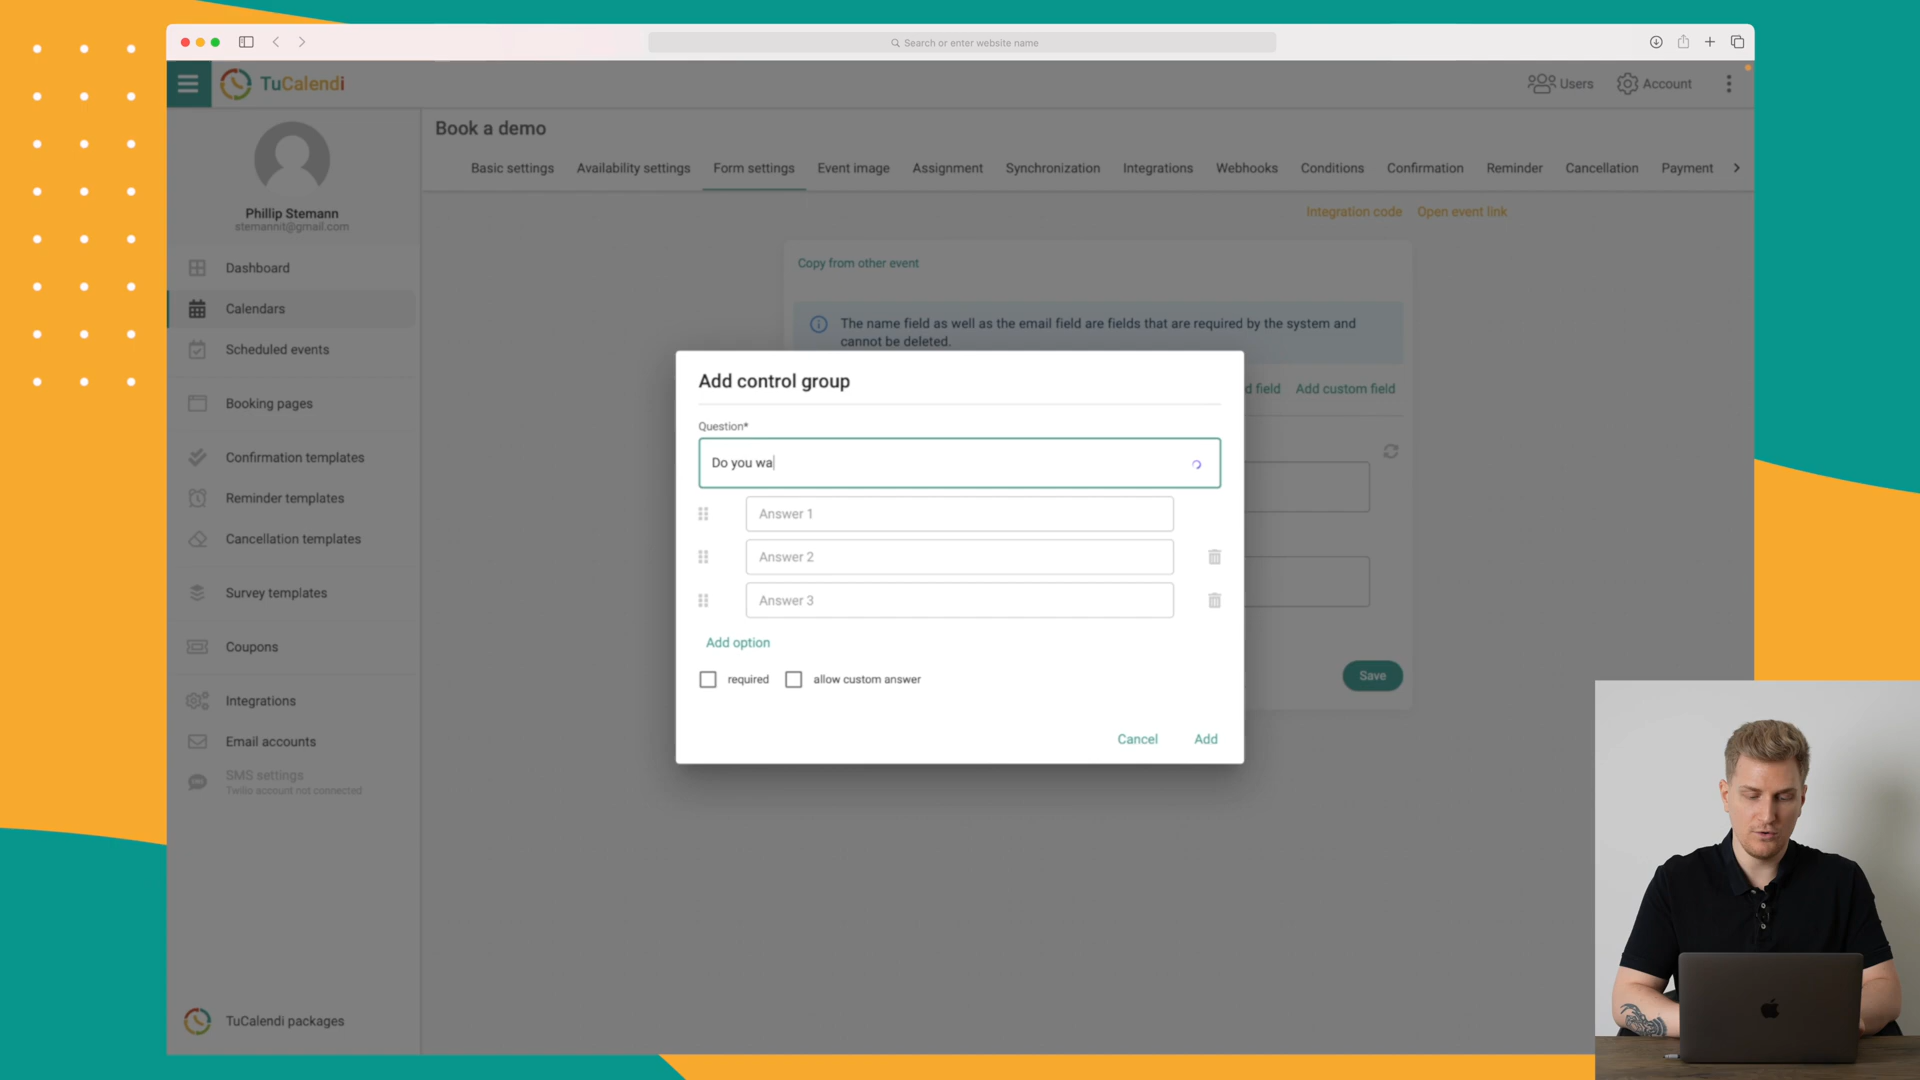 Search or enter website name
TuCalendi
Users
Account
Phillip Stemann
stemannit@gmail.com
Dashboard
Calendars
Scheduled events
Booking pages
Confirmation templates
Reminder templates
Cancellation templates
Survey templates
Coupons
Integrations
Email accounts
SMS settings
Twilio account not connected
TuCalendi packages
Book a demo
Basic settings
Availability settings
Form settings
Event image
Assignment
Synchronization
Integrations
Webhooks
Conditions
Confirmation
Reminder
Cancellation
Payment
Integration code
Open event link
Copy from other event
The name field as well as the email field are fields that are required by the system and
cannot be deleted.
d field
Add custom field
Add control group
Question*
Do you wa
Answer 1
Answer 2
Answer 3
Add option
required
allow custom answer
Cancel
Add
Save